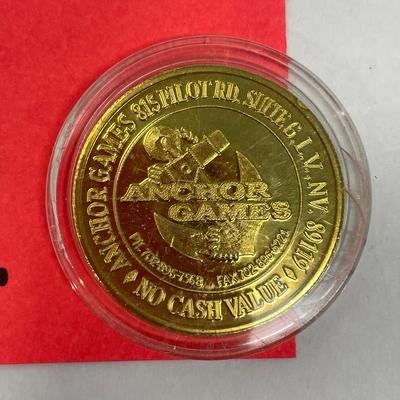 ANCHOR GAMES 815 PILOT RD. SUITE G, L.V., NV. 89119
ANCHOR
GAMES
♦ NO CASH VALUE ♦